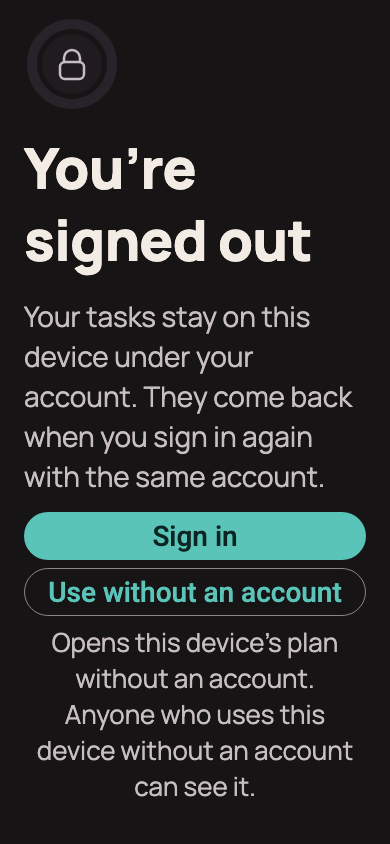 You’re
signed out
Your tasks stay on this
device under your
account. They come back
when you sign in again
with the same account.
Sign in
Use without an account
Opens this device’s plan
without an account.
Anyone who uses this
device without an account
can see it.